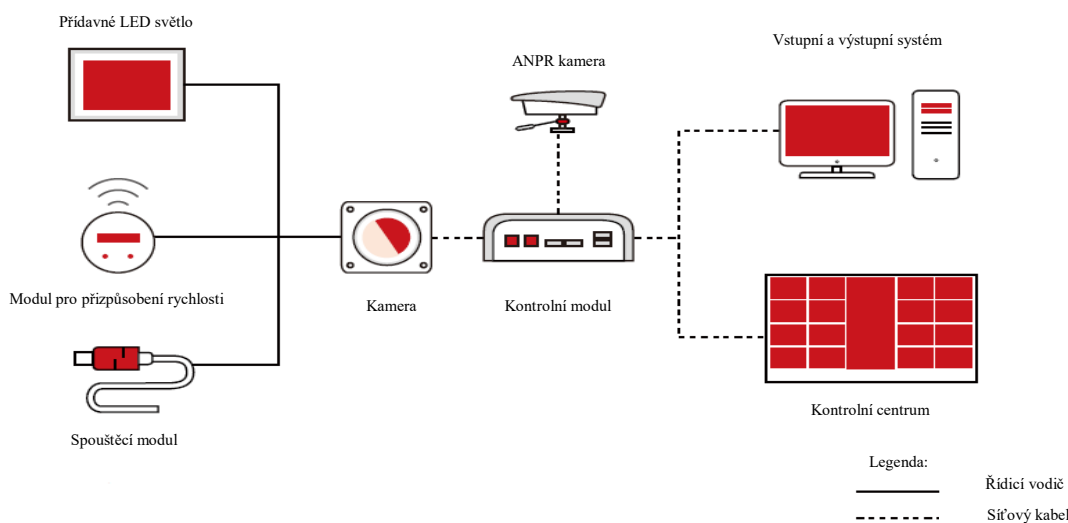 Přídavné LED světlo
ANPR kamera
Vstupní a výstupní systém
Modul pro přizpůsobení rychlosti
Kamera
Kontrolní modul
Spouštěcí modul
Kontrolní centrum
Legenda:
Řídicí vodič
Síťový kabel